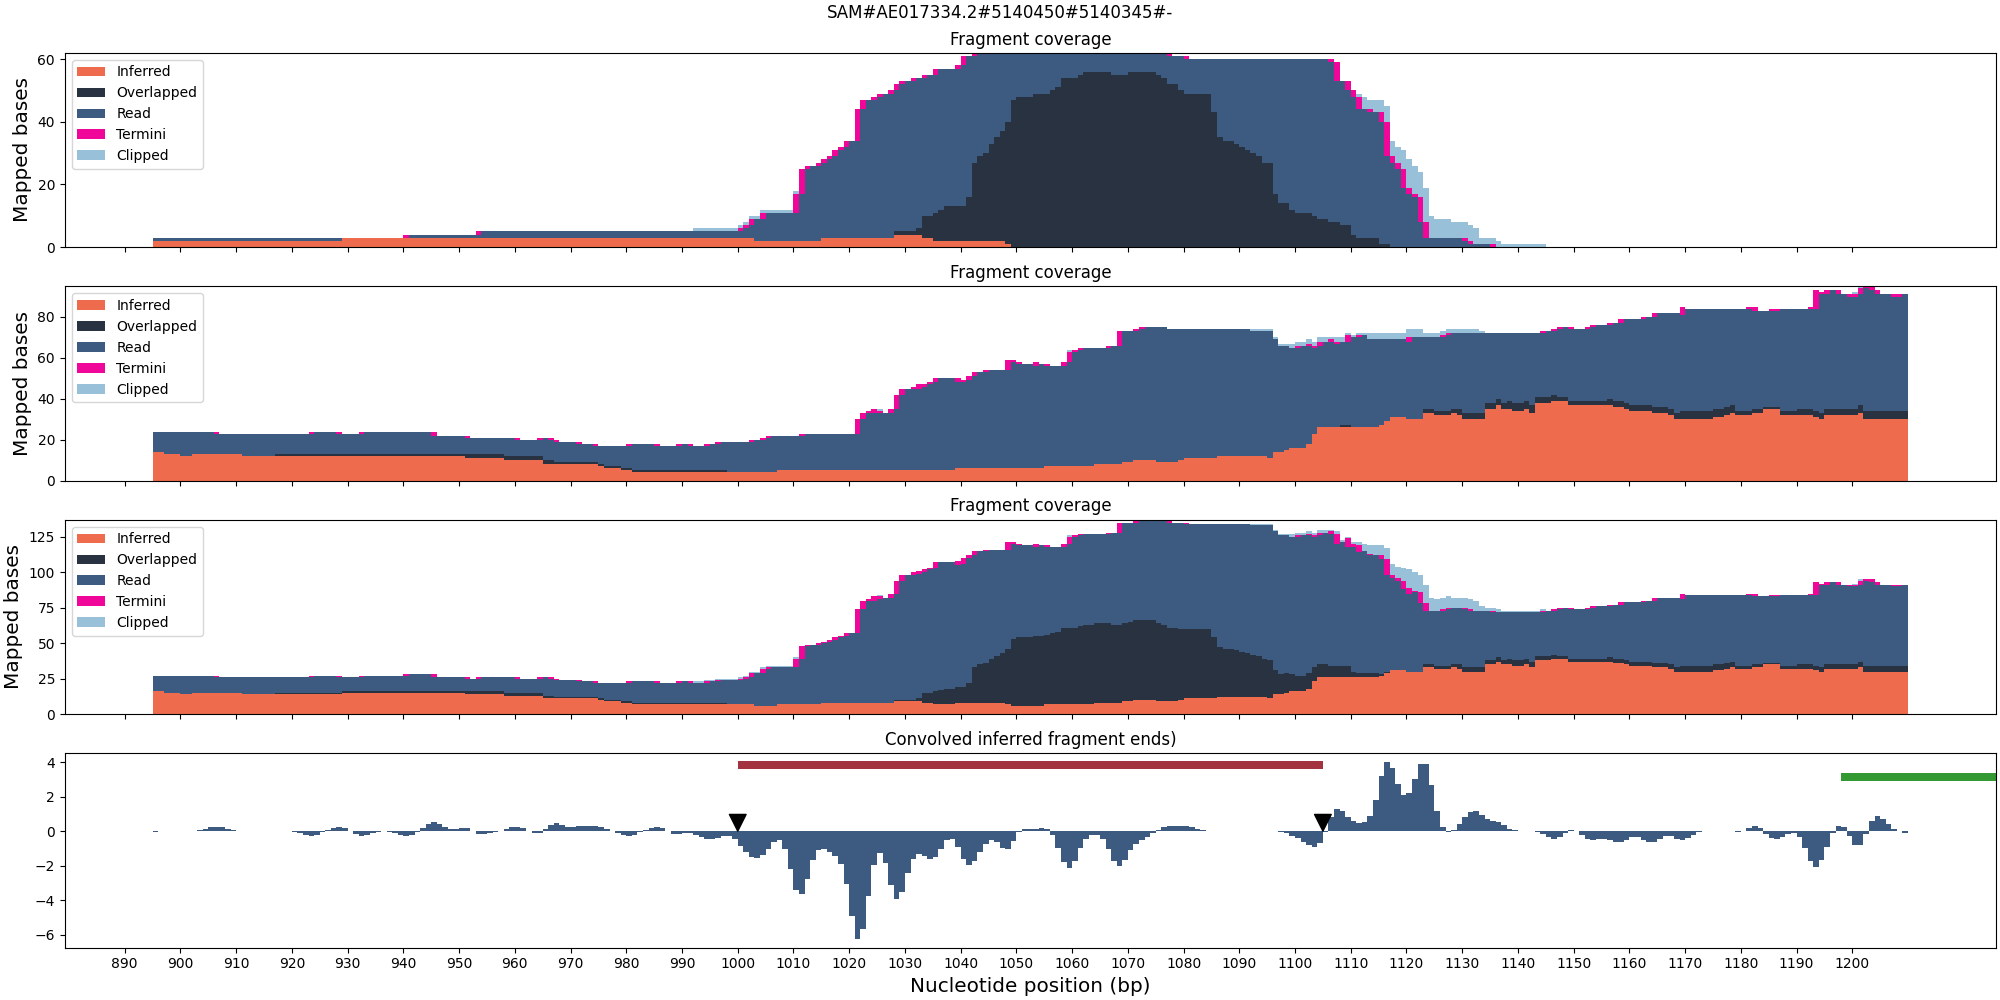 SAM#AE017334.2#5140450#5140345#-
Fragment coverage
Mapped bases
60
40
20
0
Inferred
Overlapped
Read
Termini
Clipped
Fragment coverage
Mapped bases
80
60
40
20
0
Inferred
Overlapped
Read
Termini
Clipped
Fragment coverage
Mapped bases
125
100
75
50
25
0
Inferred
Overlapped
Read
Termini
Clipped
Convolved inferred fragment ends)
4
2
0
−2
−4
−6
890 900 910 920 930 940 950 960 970 980 990 1000 1010 1020 1030 1040 1050 1060 1070 1080 1090 1100 1110 1120 1130 1140 1150 1160 1170 1180 1190 1200
Nucleotide position (bp)